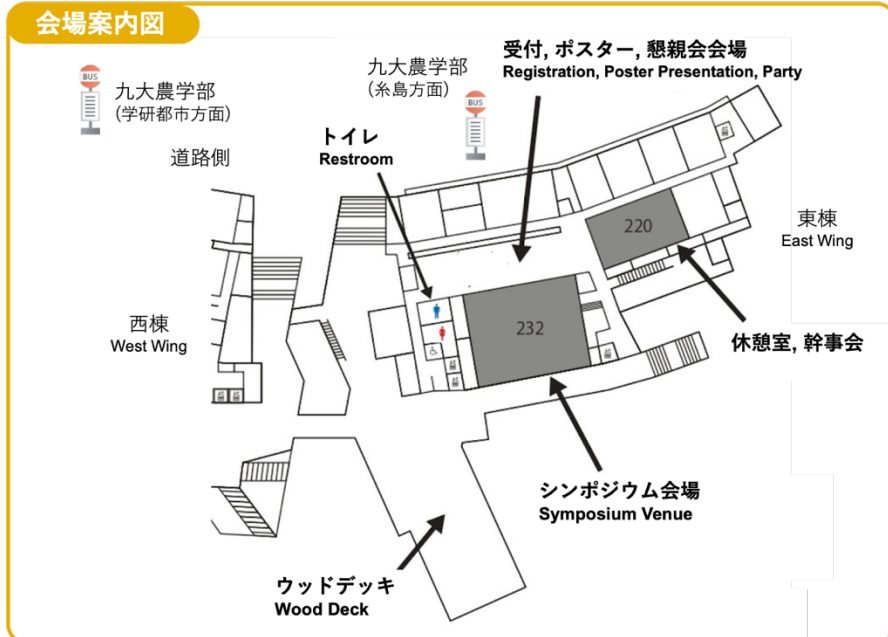 会場案内図
BUS
九大農学部
(学研都市方面)
九大農学部
(糸島方面)
BUS
受付, ポスター, 懇親会会場
Registration, Poster Presentation, Party
道路側
トイレ
Restroom
220
東棟
East Wing
西棟
West Wing
232
休憩室, 幹事会
シンポジウム会場
Symposium Venue
ウッドデッキ
Wood Deck